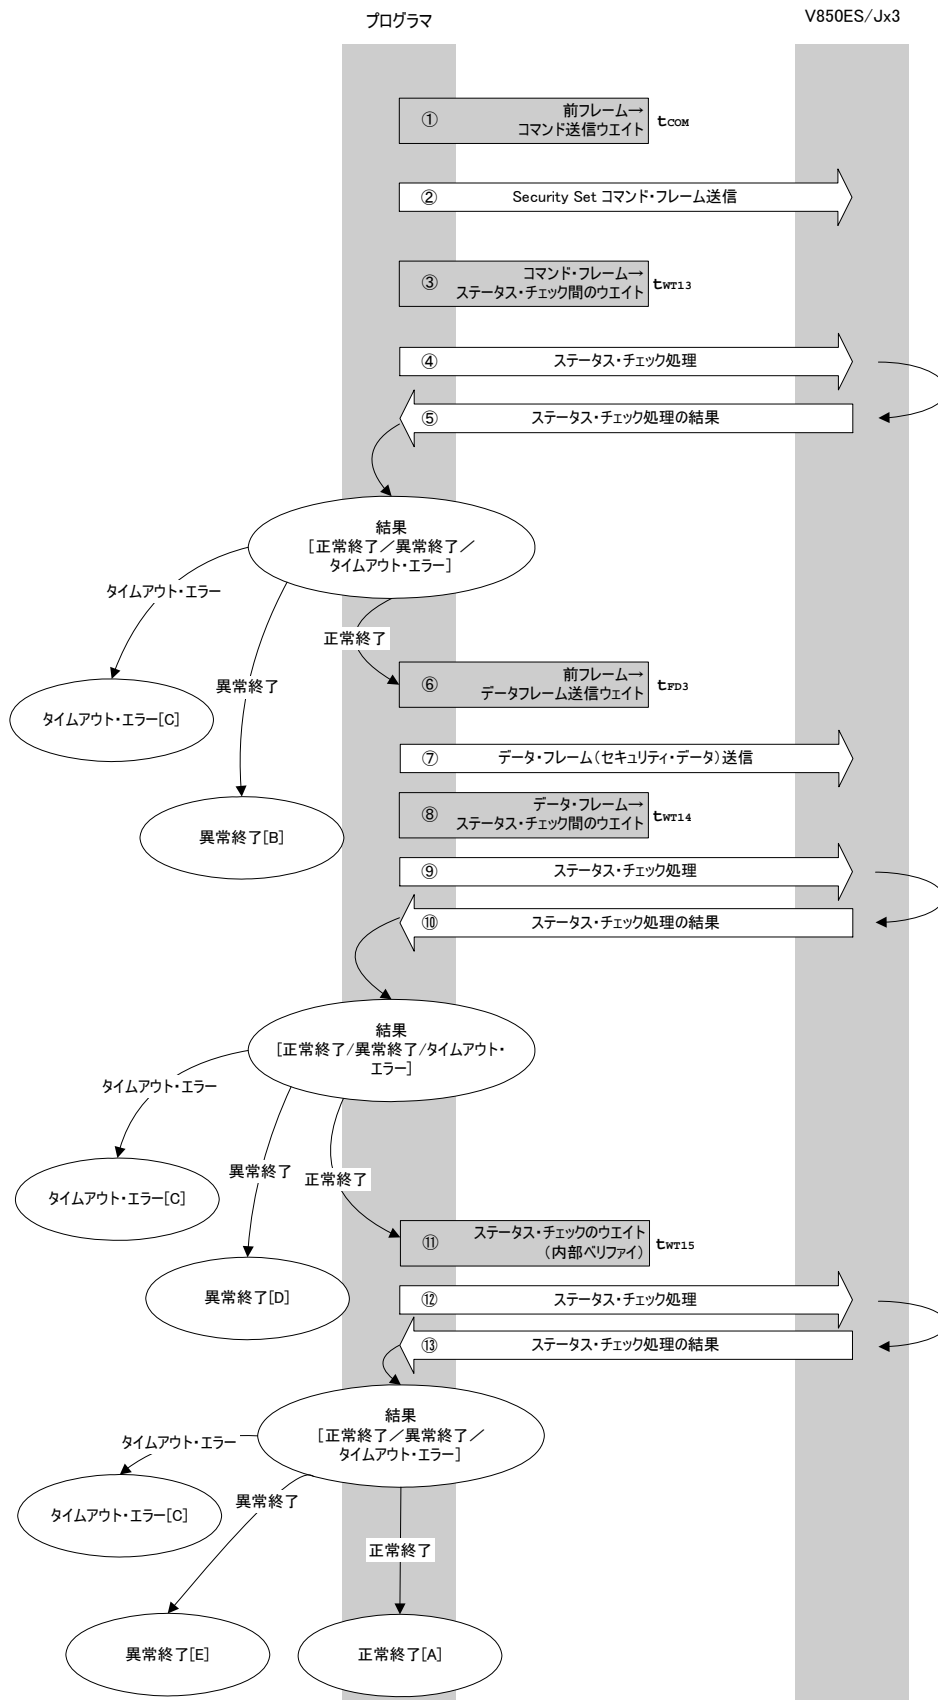 プログラマ
V850ES/Jx3
① 前フレーム→
コマンド送信ウエイト
tCOM
② Security Set コマンド・フレーム送信
③ コマンド・フレーム→
ステータス・チェック間のウエイト
tWT13
④ ステータス・チェック処理
⑤ ステータス・チェック処理の結果
結果
[正常終了／異常終了／
タイムアウト・エラー]
タイムアウト・エラー
正常終了
異常終了
⑥ 前フレーム→
データフレーム送信ウェイト
tFD3
タイムアウト・エラー[C]
⑦ データ・フレーム(セキュリティ・データ)送信
⑧ データ・フレーム→
ステータス・チェック間のウエイト
tWT14
異常終了[B]
⑨ ステータス・チェック処理
⑩ ステータス・チェック処理の結果
結果
[正常終了/異常終了/タイムアウト・
エラー]
タイムアウト・エラー
異常終了
正常終了
タイムアウト・エラー[C]
⑪ ステータス・チェックのウエイト
(内部ベリファイ)
tWT15
異常終了[D]
⑫ ステータス・チェック処理
⑬ ステータス・チェック処理の結果
結果
[正常終了／異常終了／
タイムアウト・エラー]
タイムアウト・エラー
異常終了
タイムアウト・エラー[C]
正常終了
異常終了[E]
正常終了[A]